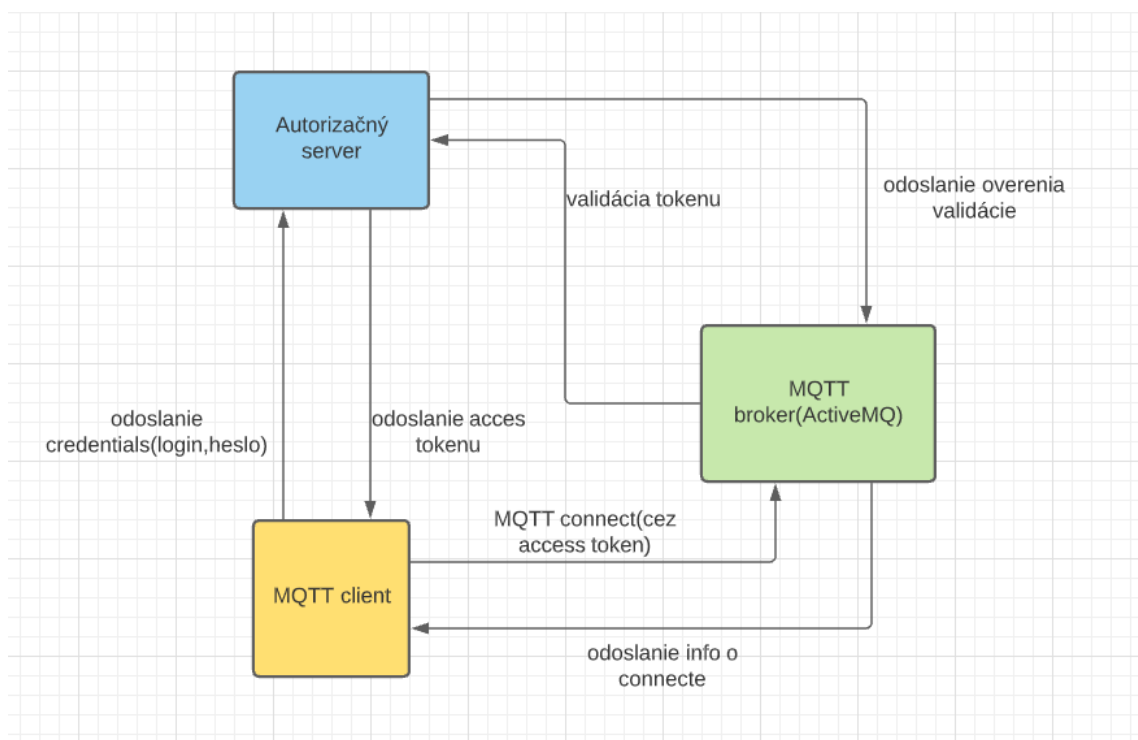 Autorizačný
server
validácia tokenu
odoslanie overenia
validácie
MQTT
broker(ActiveMQ)
odoslanie
credentials(login,heslo)
odoslanie acces
tokenu
MQTT connect(cez
access token)
MQTT client
odoslanie info o
connecte